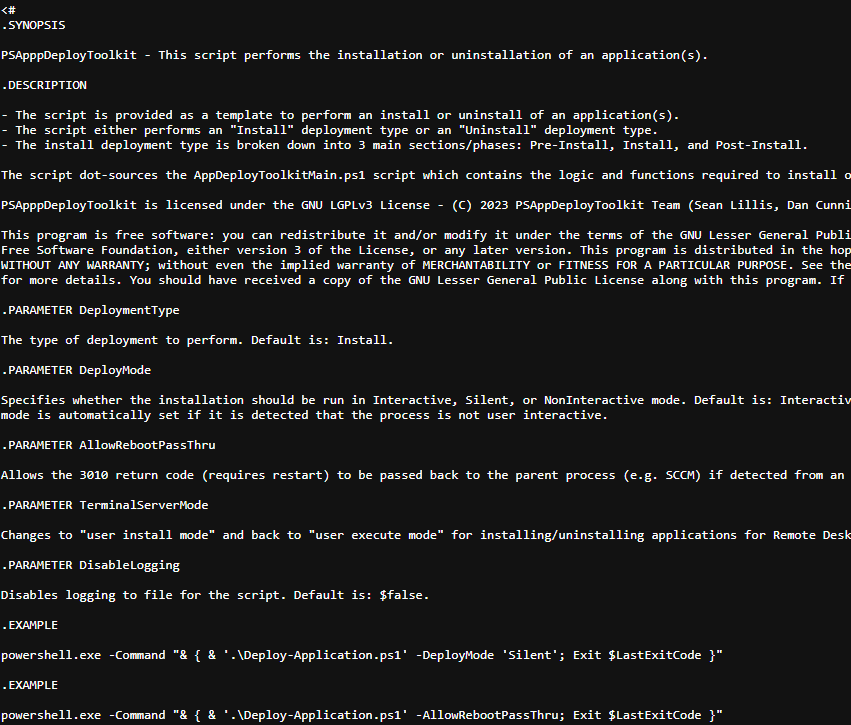 <#
.SYNOPSIS
PSApppDeployToolkit - This script performs the installation or uninstallation of an application(s).
.DESCRIPTION
- The script is provided as a template to perform an install or uninstall of an application(s).
- The script either performs an "Install" deployment type or an "Uninstall" deployment type.
- The install deployment type is broken down into 3 main sections/phases: Pre-Install, Install, and Post-Install.
The script dot-sources the AppDeployToolkitMain.ps1 script which contains the logic and functions required to install o
PSApppDeployToolkit is licensed under the GNU LGPLv3 License - (C) 2023 PSAppDeployToolkit Team (Sean Lillis, Dan Cunni
This program is free software: you can redistribute it and/or modify it under the terms of the GNU Lesser General Publi
Free Software Foundation, either version 3 of the License, or any later version. This program is distributed in the hop
WITHOUT ANY WARRANTY; without even the implied warranty of MERCHANTABILITY or FITNESS FOR A PARTICULAR PURPOSE. See the
for more details. You should have received a copy of the GNU Lesser General Public License along with this program. If
.PARAMETER DeploymentType
The type of deployment to perform. Default is: Install.
.PARAMETER DeployMode
Specifies whether the installation should be run in Interactive, Silent, or NonInteractive mode. Default is: Interactiv
mode is automatically set if it is detected that the process is not user interactive.
.PARAMETER AllowRebootPassThru
Allows the 3010 return code (requires restart) to be passed back to the parent process (e.g. SCCM) if detected from an
.PARAMETER TerminalServerMode
Changes to "user install mode" and back to "user execute mode" for installing/uninstalling applications for Remote Desk
.PARAMETER DisableLogging
Disables logging to file for the script. Default is: $false.
.EXAMPLE
powershell.exe -Command "& { & '.\Deploy-Application.ps1' -DeployMode 'Silent'; Exit $LastExitCode }"
.EXAMPLE
powershell.exe -Command "& { & '.\Deploy-Application.ps1' -AllowRebootPassThru; Exit $LastExitCode }"